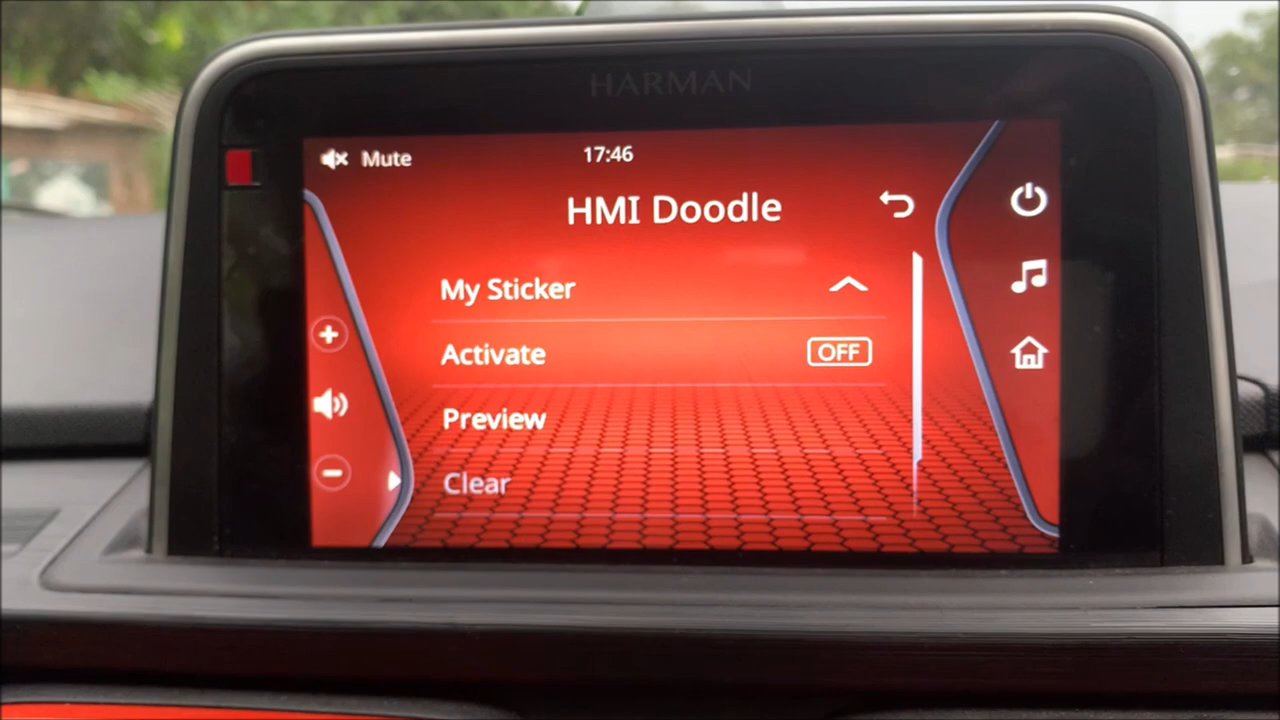 HARMAN
Mute
17:46
HMI Doodle
My Sticker
Activate
OFF
Preview
Clear